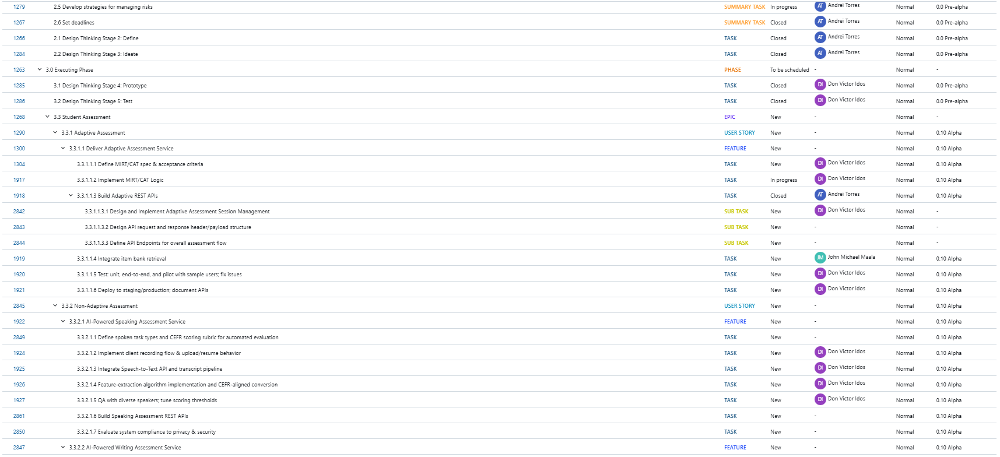 1279 2.5 Develop strategies for managing risks SUMMARY TASK In progress AT Andrei Torres Normal 0.0 Pre-alpha
1267 2.6 Set deadlines SUMMARY TASK Closed AT Andrei Torres Normal 0.0 Pre-alpha
1266 2.1 Design Thinking Stage 2: Define TASK Closed AT Andrei Torres Normal 0.0 Pre-alpha
1284 2.2 Design Thinking Stage 3: Ideate TASK Closed AT Andrei Torres Normal 0.0 Pre-alpha
1263 3.0 Executing Phase PHASE To be scheduled - Normal -
1285 3.1 Design Thinking Stage 4: Prototype TASK Closed DI Don Victor Idos Normal 0.0 Pre-alpha
1286 3.2 Design Thinking Stage 5: Test TASK Closed DI Don Victor Idos Normal 0.0 Pre-alpha
1268 3.3 Student Assessment EPIC New - Normal -
1290 3.3.1 Adaptive Assessment USER STORY New - Normal 0.10 Alpha
1300 3.3.1.1 Deliver Adaptive Assessment Service FEATURE New - Normal 0.10 Alpha
1304 3.3.1.1.1 Define MIRT/CAT spec & acceptance criteria TASK New DI Don Victor Idos Normal 0.10 Alpha
1917 3.3.1.1.2 Implement MIRT/CAT Logic TASK In progress DI Don Victor Idos Normal 0.10 Alpha
1918 3.3.1.1.3 Build Adaptive REST APIs TASK Closed AT Andrei Torres Normal 0.10 Alpha
2842 3.3.1.1.3.1 Design and Implement Adaptive Assessment Session Management SUB TASK New DI Don Victor Idos Normal -
2843 3.3.1.1.3.2 Design API request and response header/payload structure SUB TASK New - Normal -
2844 3.3.1.1.3.3 Define API Endpoints for overall assessment flow SUB TASK New - Normal -
1919 3.3.1.1.4 Integrate item bank retrieval TASK New JM John Michael Maala Normal 0.10 Alpha
1920 3.3.1.1.5 Test: unit, end-to-end, and pilot with sample users; fix issues TASK New DI Don Victor Idos Normal 0.10 Alpha
1921 3.3.1.1.6 Deploy to staging/production; document APIs TASK New DI Don Victor Idos Normal 0.10 Alpha
2845 3.3.2 Non-Adaptive Assessment USER STORY New - Normal 0.10 Alpha
1922 3.3.2.1 AI-Powered Speaking Assessment Service FEATURE New - Normal 0.10 Alpha
2849 3.3.2.1.1 Define spoken task types and CEFR scoring rubric for automated evaluation TASK New - Normal 0.10 Alpha
1924 3.3.2.1.2 Implement client recording flow & upload/resume behavior TASK New DI Don Victor Idos Normal 0.10 Alpha
1925 3.3.2.1.3 Integrate Speech-to-Text API and transcript pipeline TASK New DI Don Victor Idos Normal 0.10 Alpha
1926 3.3.2.1.4 Feature-extraction algorithm implementation and CEFR-aligned conversion TASK New DI Don Victor Idos Normal 0.10 Alpha
1927 3.3.2.1.5 QA with diverse speakers; tune scoring thresholds TASK New DI Don Victor Idos Normal 0.10 Alpha
2861 3.3.2.1.6 Build Speaking Assessment REST APIs TASK New - Normal 0.10 Alpha
2850 3.3.2.1.7 Evaluate system compliance to privacy & security TASK New - Normal 0.10 Alpha
2847 3.3.2.2 AI-Powered Writing Assessment Service FEATURE New - Normal 0.10 Alpha